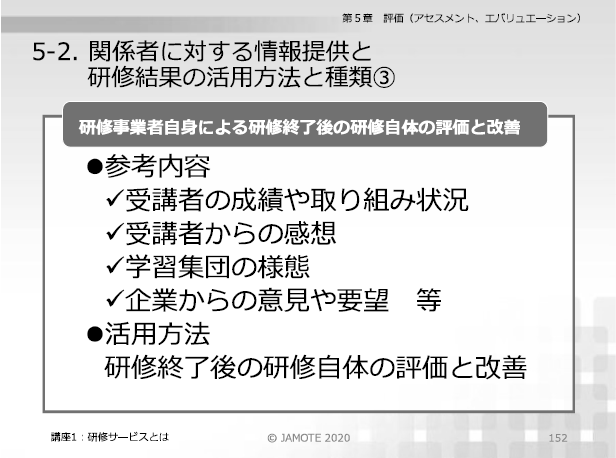 第５章　評価（アセスメント、エバリュエーション）
5-2. 関係者に対する情報提供と
研修結果の活用方法と種類③
研修事業者自身による研修終了後の研修自体の評価と改善
●参考内容
✓受講者の成績や取り組み状況
✓受講者からの感想
✓学習集団の様態
✓企業からの意見や要望　等
●活用方法
研修終了後の研修自体の評価と改善
講座1：研修サービスとは
© JAMOTE 2020
152